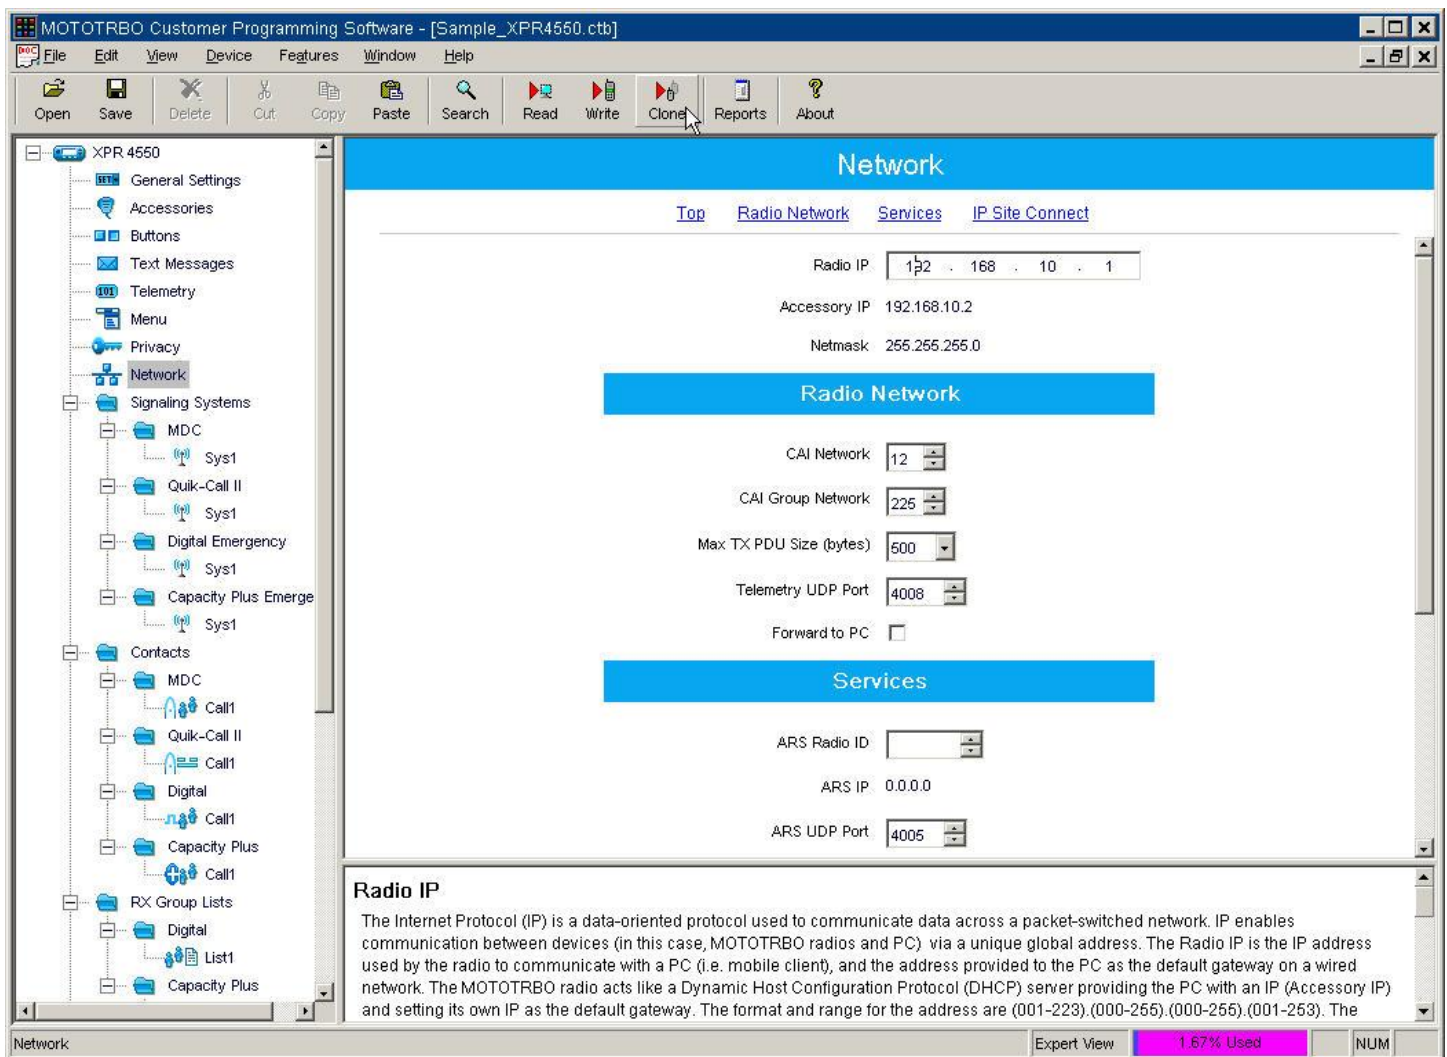 MOTOTRBO Customer Programming Software - [Sample_XPR4550.ctb]
File Edit View Device Features Window Help
Open Save Delete Cut Copy Paste Search Read Write Clone Reports About
XPR 4550
General Settings
Accessories
Buttons
Text Messages
Telemetry
Menu
Privacy
Network
Signaling Systems
MDC
Sys1
Quik-Call II
Sys1
Digital Emergency
Sys1
Capacity Plus Emerge
Sys1
Contacts
MDC
Call1
Quik-Call II
Call1
Digital
Call1
Capacity Plus
Call1
RX Group Lists
Digital
List1
Capacity Plus
Network
Top Radio Network Services IP Site Connect
Radio IP 192 . 168 . 10 . 1
Accessory IP 192.168.10.2
Netmask 255.255.255.0
Radio Network
CAI Network 12
CAI Group Network 225
Max TX PDU Size (bytes) 500
Telemetry UDP Port 4008
Forward to PC
Services
ARS Radio ID
ARS IP 0.0.0.0
ARS UDP Port 4005
Radio IP
The Internet Protocol (IP) is a data-oriented protocol used to communicate data across a packet-switched network. IP enables
communication between devices (in this case, MOTOTRBO radios and PC) via a unique global address. The Radio IP is the IP address
used by the radio to communicate with a PC (i.e. mobile client), and the address provided to the PC as the default gateway on a wired
network. The MOTOTRBO radio acts like a Dynamic Host Configuration Protocol (DHCP) server providing the PC with an IP (Accessory IP)
and setting its own IP as the default gateway. The format and range for the address are (001-223).(000-255).(000-255).(001-253). The
Network Expert View 1.67% Used NUM